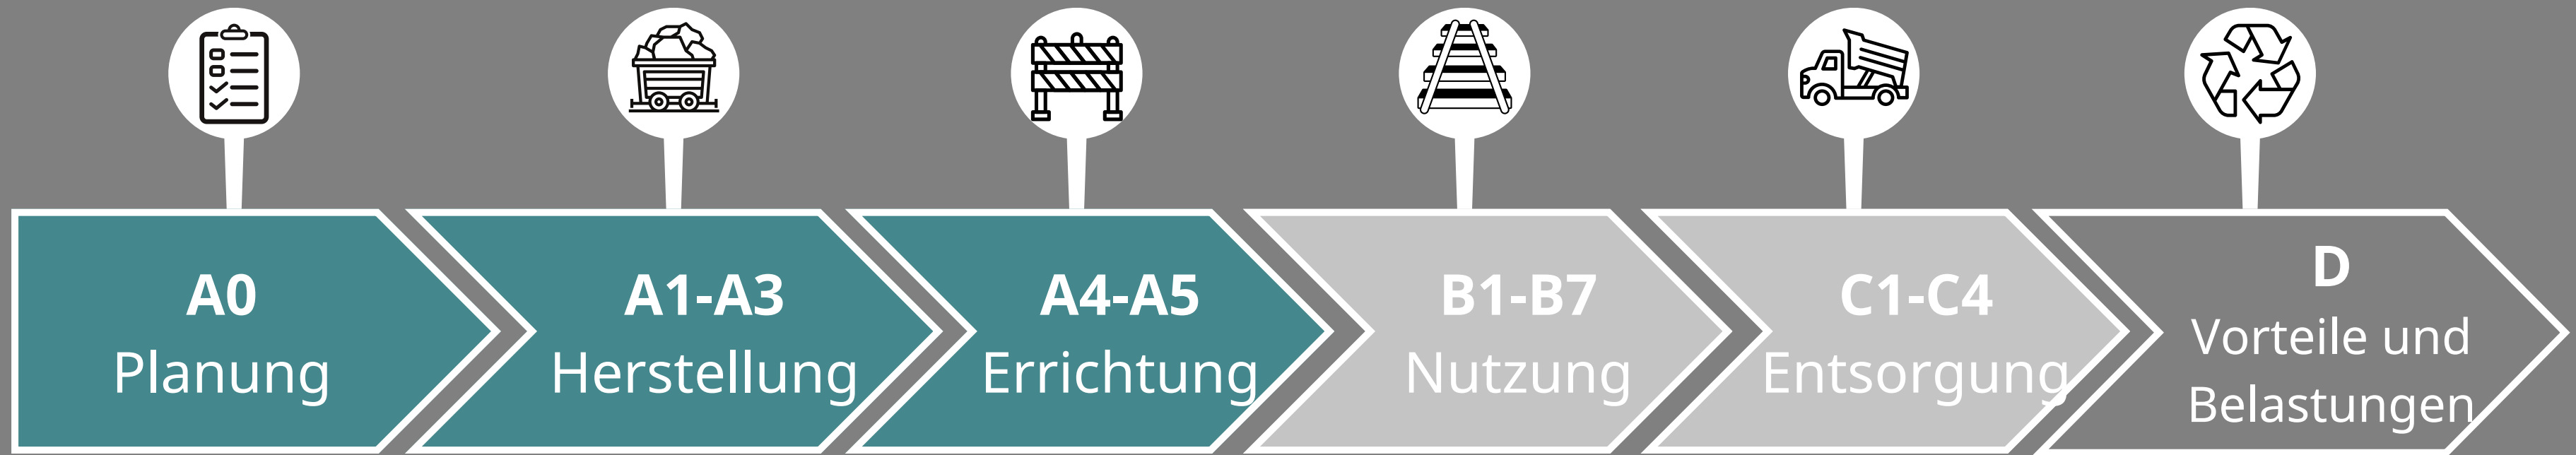 A0
Planung
A1-A3
Herstellung
A4-A5
Errichtung
B1-B7
Nutzung
C1-C4
Entsorgung
D
Vorteile und
Belastungen